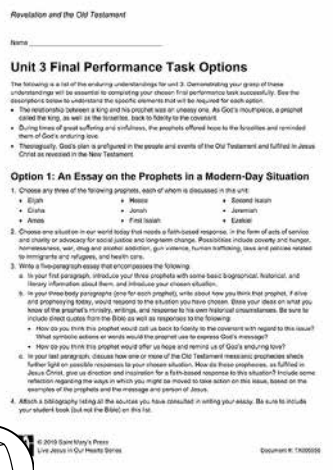 Revelation and the Old Testament
Name
Unit 3 Final Performance Task Options
The following is a list of the enduring understandings for unit 3. Demonstrating your grasp of these
understandings will be essential to completing your chosen final performance task successfully. See the
descriptions below to understand the specific elements that will be required for each option.
• The relationship between a king and his prophet was an uneasy one. As God's mouthpiece, a prophet
called the king, as well as the Israelites, back to fidelity to the covenant.
• During times of great suffering and sinfulness, the prophets offered hope to the Israelites and reminded
them of God's enduring love.
• Theologically, God's plan is prefigured in the people and events of the Old Testament and fulfilled in Jesus
Christ as revealed in the New Testament.
Option 1: An Essay on the Prophets in a Modern-Day Situation
1. Choose any three of the following prophets, each of whom is discussed in this unit:
• Elijah • Hosea • Second Isaiah
• Elisha • Jonah • Jeremiah
• Amos • First Isaiah • Ezekiel
2. Choose one situation in our world today that needs a faith-based response, in the form of acts of service
and charity or advocacy for social justice and long-term change. Possibilities include poverty and hunger,
homelessness, war, drug and alcohol addiction, gun violence, human trafficking, laws and policies related
to immigrants and refugees, and health care.
3. Write a five-paragraph essay that encompasses the following:
a. In your first paragraph, introduce your three prophets with some basic biographical, historical, and
literary information about them, and introduce your chosen situation.
b. In your three body paragraphs (one for each prophet), write about how you think that prophet, if alive
and prophesying today, would respond to the situation you have chosen. Base your ideas on what you
know of the prophet's ministry, writings, and response to his own historical circumstances. Be sure to
include direct quotes from the Bible as well as responses to the following:
• How do you think this prophet would call us back to fidelity to the covenant with regard to this issue?
What symbolic actions or words would the prophet use to express God's message?
• How do you think this prophet would offer us hope and remind us of God's enduring love?
c. In your last paragraph, discuss how one or more of the Old Testament messianic prophecies sheds
further light on possible responses to your chosen situation. How do these prophecies, as fulfilled in
Jesus Christ, give us direction and inspiration for a faith-based response to this situation? Include some
reflection regarding the ways in which you might be moved to take action on this issue, based on the
examples of the prophets and the message and person of Jesus.
4. Attach a bibliography listing all the sources you have consulted in writing your essay. Be sure to include
your student book (but not the Bible) on this list.
© 2019 Saint Mary's Press
Live Jesus in Our Hearts Series
Document #: